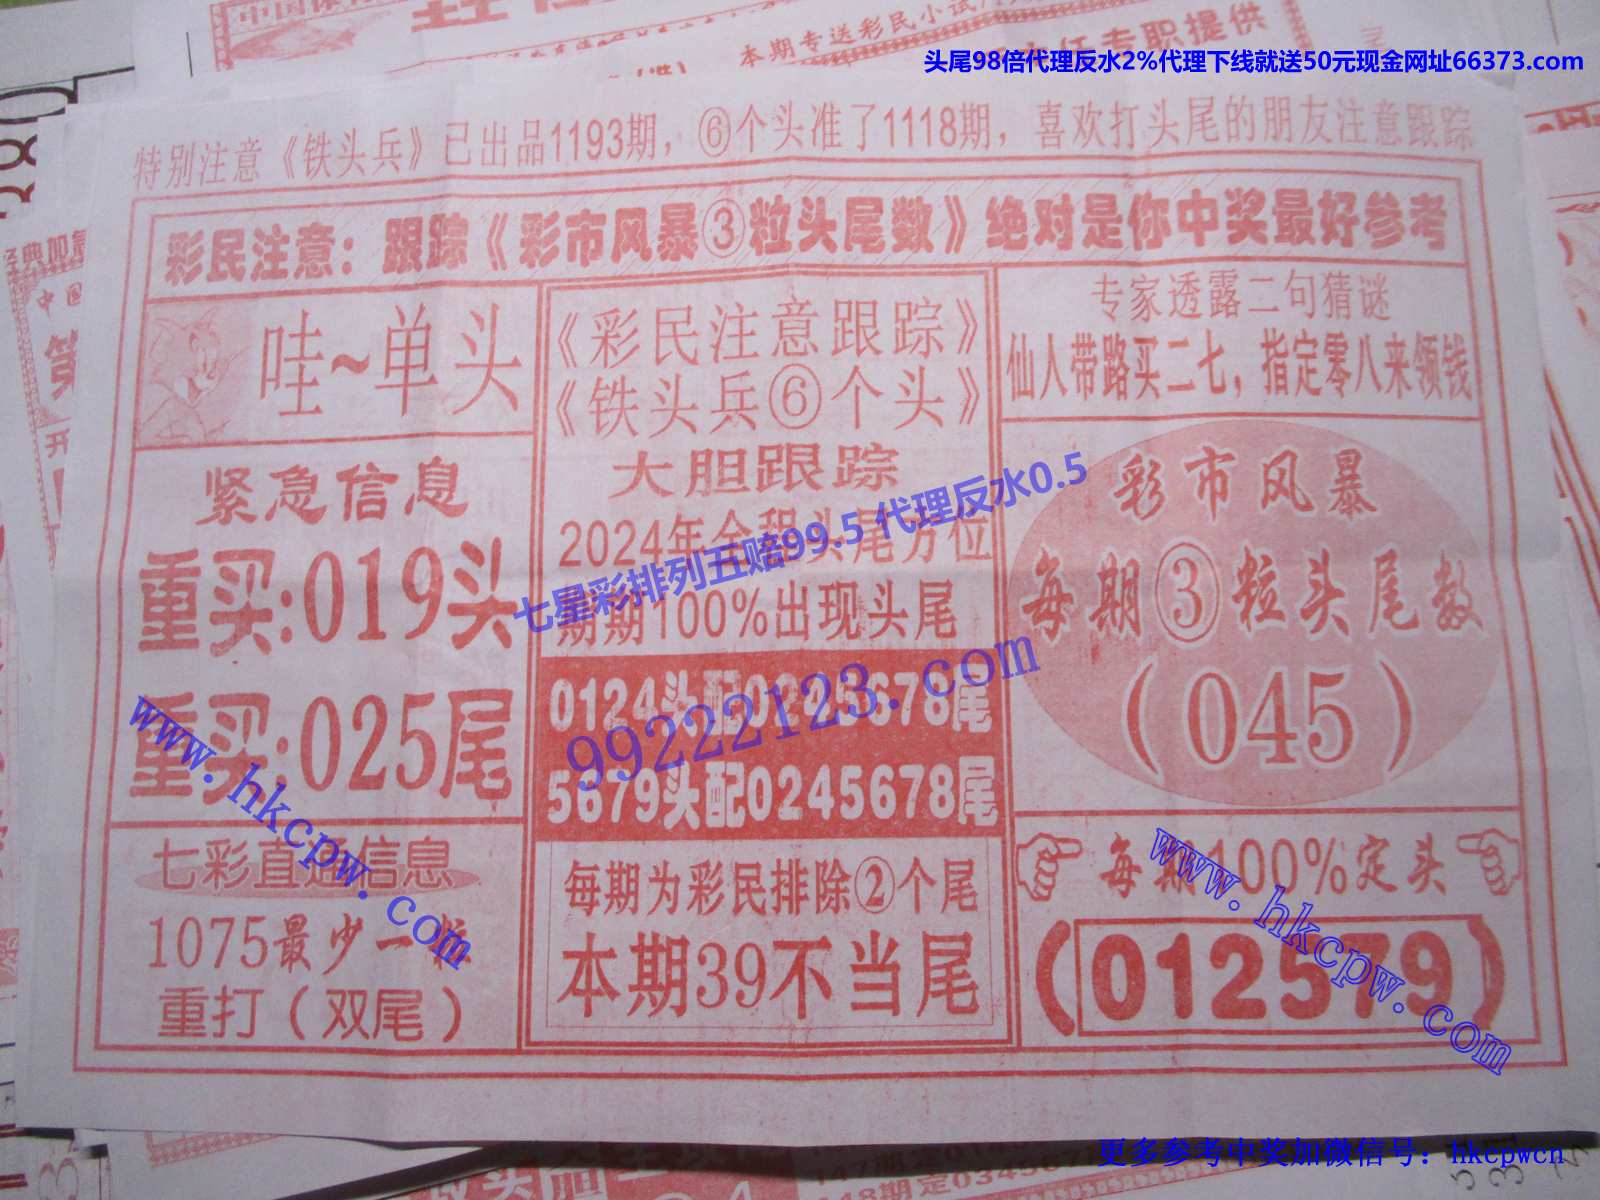 本期专送彩民小试
头尾98倍代理反水2%代理下线就送50元现金网址66373.com
特别注意《铁头兵》已出品1193期，⑥个头准了1118期，喜欢打头尾的朋友注意跟踪
彩民注意：跟踪《彩市风暴③粒头尾数》绝对是你中奖最好参考
哇~单头
紧急信息
重买:019头
重买:025尾
七彩直通信息
1075最少一粒
重打（双尾）
《彩民注意跟踪》
《铁头兵⑥个头》
大胆跟踪
2024年全程头尾方位
期期100%出现头尾
0124头配0245678尾
5679头配0245678尾
每期为彩民排除②个尾
本期39不当尾
专家透露二句猜谜
仙人带路买二七，指定零八来领钱
彩市风暴
每期③粒头尾数
（045）
每期100%定头
(012579)
七星彩排列五赔99.5 代理反水0.5
99222123.com
www.hkcpw.com
www.hkcpw.com
更多参考中奖加微信号：hkcpwcn